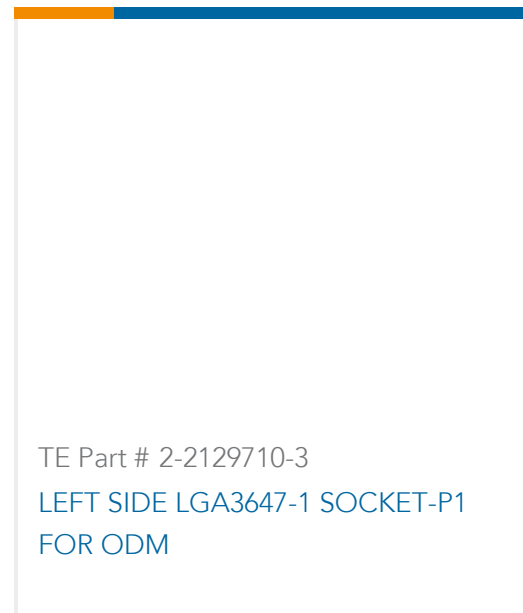 TE Part # 2-2129710-3
LEFT SIDE LGA3647-1 SOCKET-P1
FOR ODM